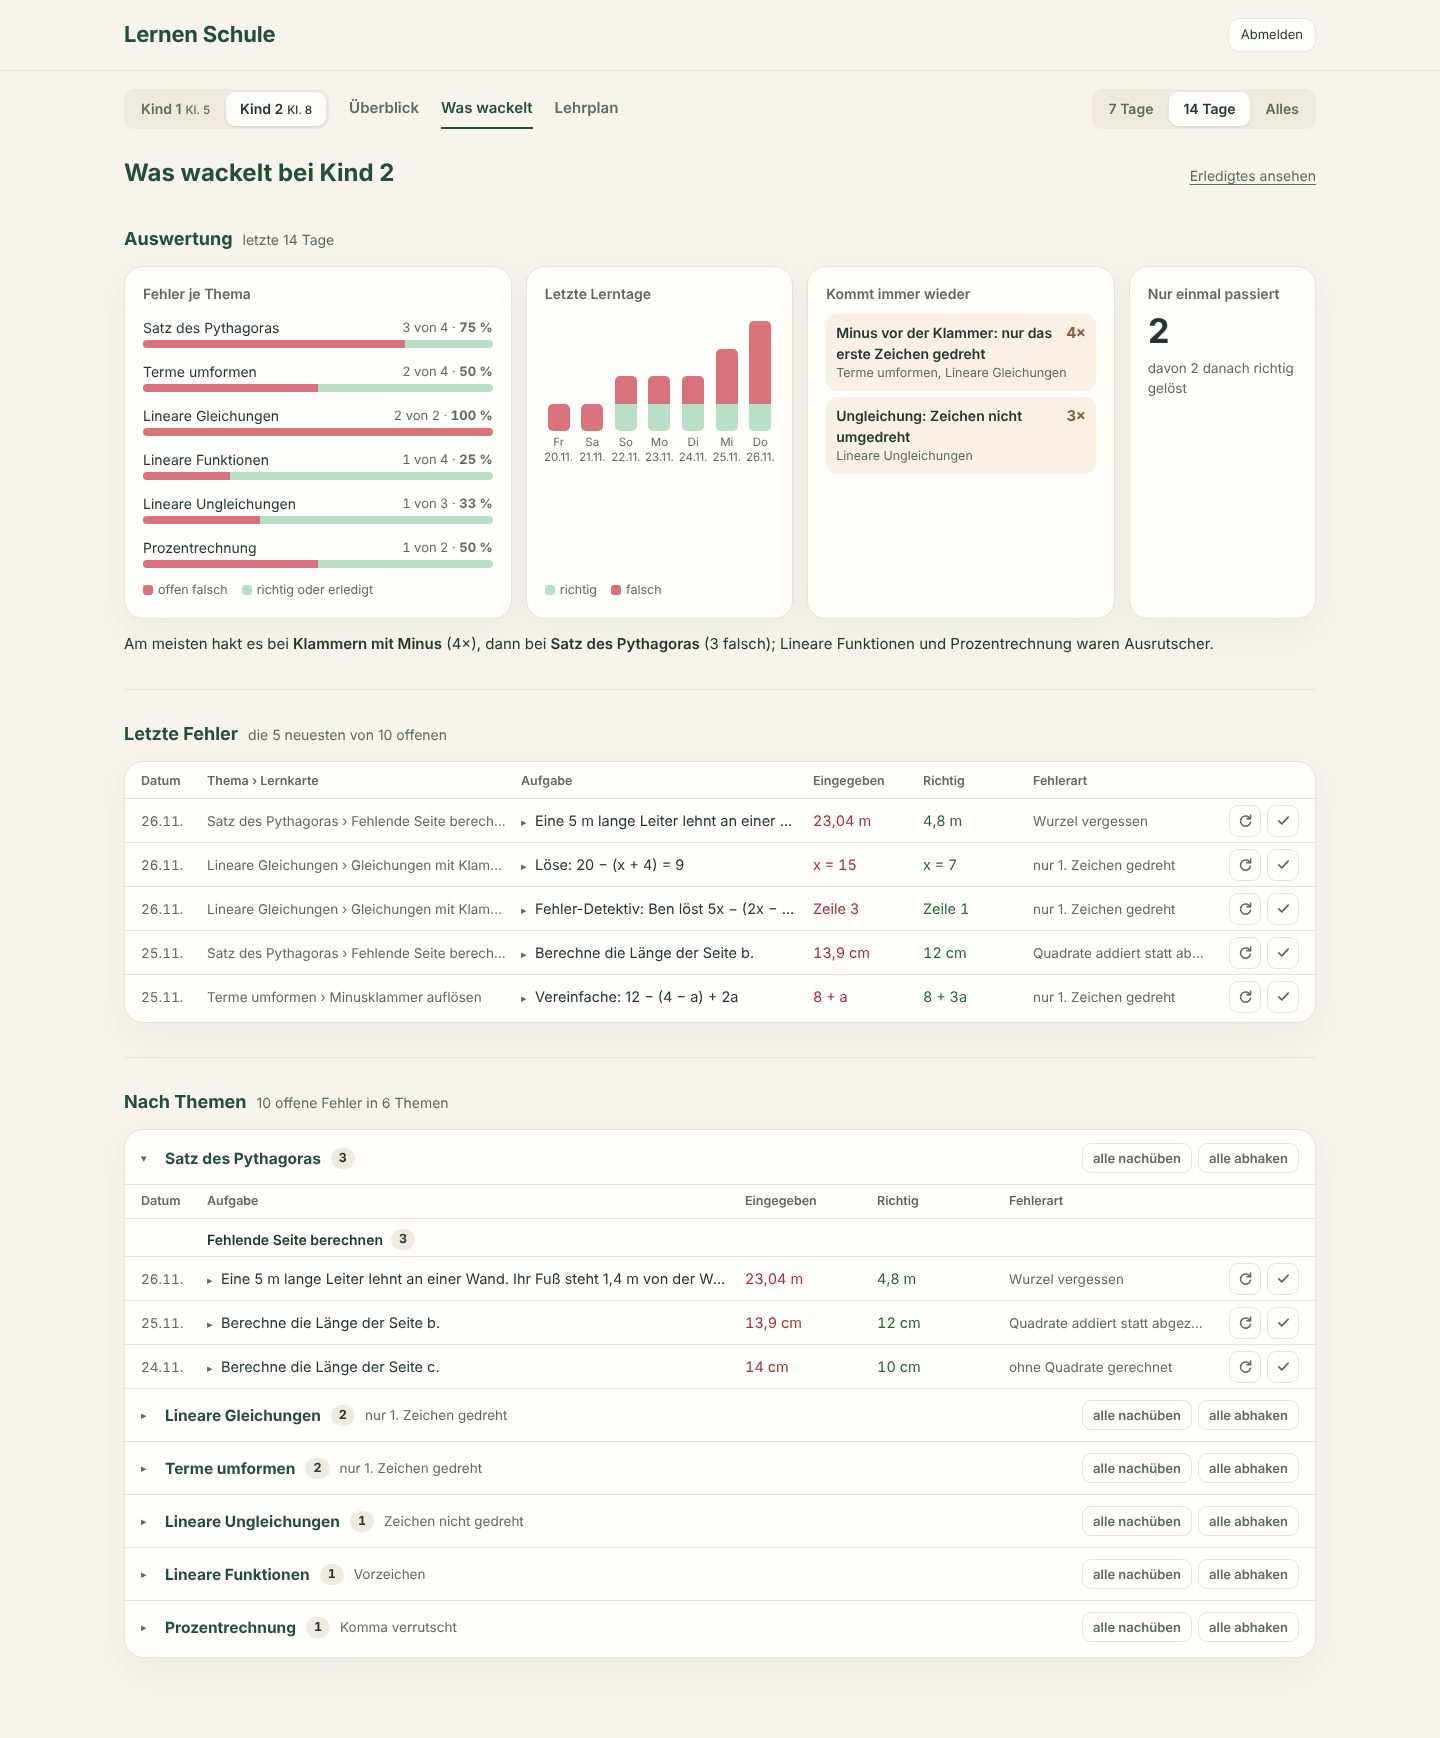 Lernen Schule
Abmelden
Kind 1 Kl. 5
Kind 2 Kl. 8
Überblick
Was wackelt
Lehrplan
7 Tage
14 Tage
Alles
Was wackelt bei Kind 2
Erledigtes ansehen
Auswertung letzte 14 Tage
Fehler je Thema
Satz des Pythagoras 3 von 4 · 75 %
Terme umformen 2 von 4 · 50 %
Lineare Gleichungen 2 von 2 · 100 %
Lineare Funktionen 1 von 4 · 25 %
Lineare Ungleichungen 1 von 3 · 33 %
Prozentrechnung 1 von 2 · 50 %
offen falsch richtig oder erledigt
Letzte Lerntage
Fr Sa So Mo Di Mi Do
20.11. 21.11. 22.11. 23.11. 24.11. 25.11. 26.11.
richtig falsch
Kommt immer wieder
Minus vor der Klammer: nur das 4×
erste Zeichen gedreht
Terme umformen, Lineare Gleichungen
Ungleichung: Zeichen nicht 3×
umgedreht
Lineare Ungleichungen
Nur einmal passiert
2
davon 2 danach richtig
gelöst
Am meisten hakt es bei Klammern mit Minus (4×), dann bei Satz des Pythagoras (3 falsch); Lineare Funktionen und Prozentrechnung waren Ausrutscher.
Letzte Fehler die 5 neuesten von 10 offenen
Datum Thema › Lernkarte Aufgabe Eingegeben Richtig Fehlerart
26.11. Satz des Pythagoras › Fehlende Seite berech... ▸ Eine 5 m lange Leiter lehnt an einer ... 23,04 m 4,8 m Wurzel vergessen
26.11. Lineare Gleichungen › Gleichungen mit Klam... ▸ Löse: 20 − (x + 4) = 9 x = 15 x = 7 nur 1. Zeichen gedreht
26.11. Lineare Gleichungen › Gleichungen mit Klam... ▸ Fehler-Detektiv: Ben löst 5x − (2x − ... Zeile 3 Zeile 1 nur 1. Zeichen gedreht
25.11. Satz des Pythagoras › Fehlende Seite berech... ▸ Berechne die Länge der Seite b. 13,9 cm 12 cm Quadrate addiert statt ab...
25.11. Terme umformen › Minusklammer auflösen ▸ Vereinfache: 12 − (4 − a) + 2a 8 + a 8 + 3a nur 1. Zeichen gedreht
Nach Themen 10 offene Fehler in 6 Themen
▾ Satz des Pythagoras 3 alle nachüben alle abhaken
Datum Aufgabe Eingegeben Richtig Fehlerart
Fehlende Seite berechnen 3
26.11. ▸ Eine 5 m lange Leiter lehnt an einer Wand. Ihr Fuß steht 1,4 m von der W... 23,04 m 4,8 m Wurzel vergessen
25.11. ▸ Berechne die Länge der Seite b. 13,9 cm 12 cm Quadrate addiert statt abgez...
24.11. ▸ Berechne die Länge der Seite c. 14 cm 10 cm ohne Quadrate gerechnet
▸ Lineare Gleichungen 2 nur 1. Zeichen gedreht alle nachüben alle abhaken
▸ Terme umformen 2 nur 1. Zeichen gedreht alle nachüben alle abhaken
▸ Lineare Ungleichungen 1 Zeichen nicht gedreht alle nachüben alle abhaken
▸ Lineare Funktionen 1 Vorzeichen alle nachüben alle abhaken
▸ Prozentrechnung 1 Komma verrutscht alle nachüben alle abhaken